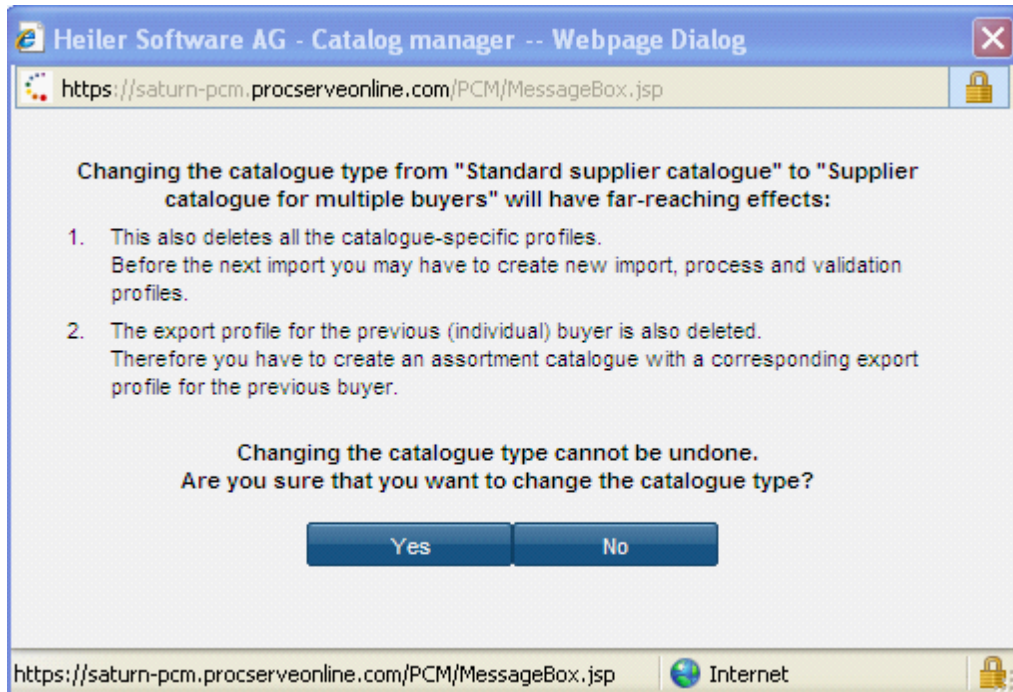 Heiler Software AG - Catalog manager -- Webpage Dialog
https://saturn-pcm.procserveonline.com/PCM/MessageBox.jsp
Changing the catalogue type from "Standard supplier catalogue" to "Supplier
catalogue for multiple buyers" will have far-reaching effects:
1. This also deletes all the catalogue-specific profiles.
Before the next import you may have to create new import, process and validation
profiles.
2. The export profile for the previous (individual) buyer is also deleted.
Therefore you have to create an assortment catalogue with a corresponding export
profile for the previous buyer.
Changing the catalogue type cannot be undone.
Are you sure that you want to change the catalogue type?
Yes No
https://saturn-pcm.procserveonline.com/PCM/MessageBox.jsp Internet